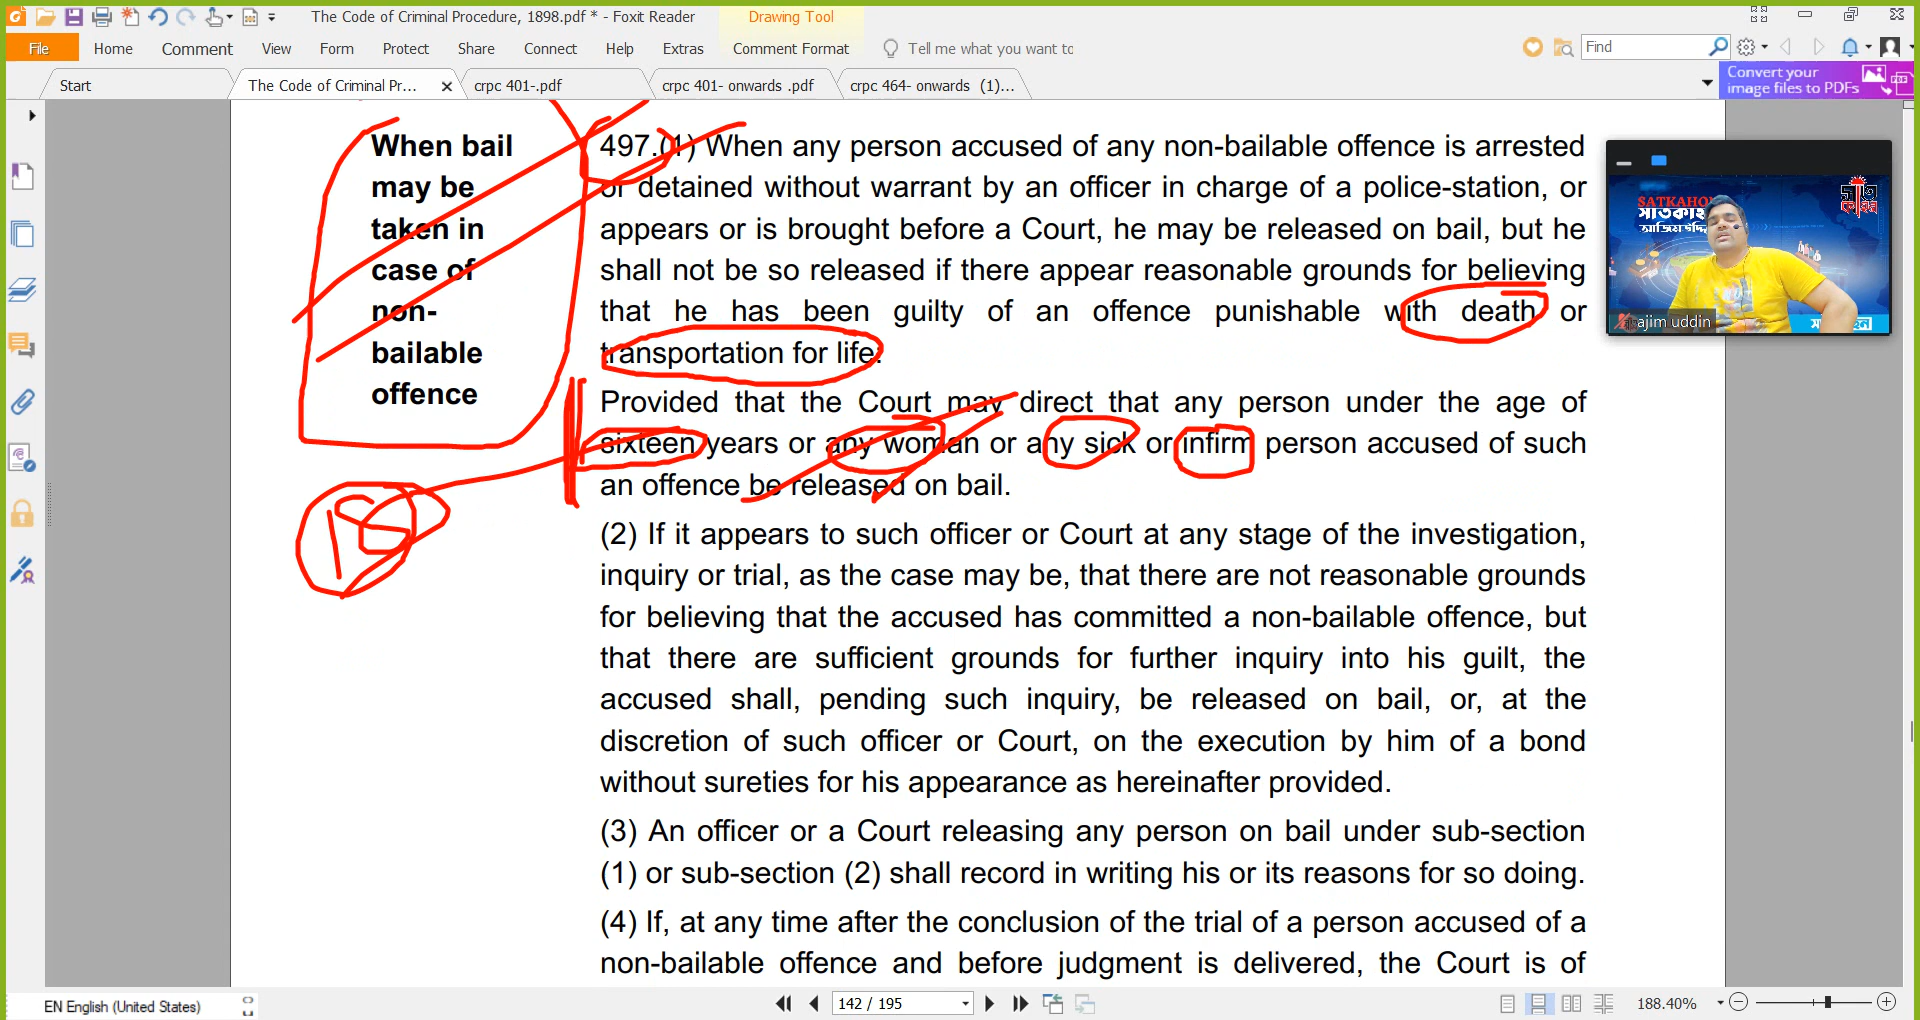 The Code of Criminal Procedure, 1898.pdf * - Foxit Reader
Drawing Tool
File Home Comment View Form Protect Share Connect Help Extras Comment Format Tell me what you want to
Find
Start
The Code of Criminal Pr...
crpc 401-.pdf
crpc 401- onwards .pdf
crpc 464- onwards (1)...
Convert your
image files to PDFs
When bail
may be
taken in
case of
non-
bailable
offence
497.(1) When any person accused of any non-bailable offence is arrested
or detained without warrant by an officer in charge of a police-station, or
appears or is brought before a Court, he may be released on bail, but he
shall not be so released if there appear reasonable grounds for believing
that he has been guilty of an offence punishable with death or
transportation for life:
Provided that the Court may direct that any person under the age of
sixteen years or any woman or any sick or infirm person accused of such
an offence be released on bail.
(2) If it appears to such officer or Court at any stage of the investigation,
inquiry or trial, as the case may be, that there are not reasonable grounds
for believing that the accused has committed a non-bailable offence, but
that there are sufficient grounds for further inquiry into his guilt, the
accused shall, pending such inquiry, be released on bail, or, at the
discretion of such officer or Court, on the execution by him of a bond
without sureties for his appearance as hereinafter provided.
(3) An officer or a Court releasing any person on bail under sub-section
(1) or sub-section (2) shall record in writing his or its reasons for so doing.
(4) If, at any time after the conclusion of the trial of a person accused of a
non-bailable offence and before judgment is delivered, the Court is of
ajim uddin
EN English (United States)
142 / 195
188.40%